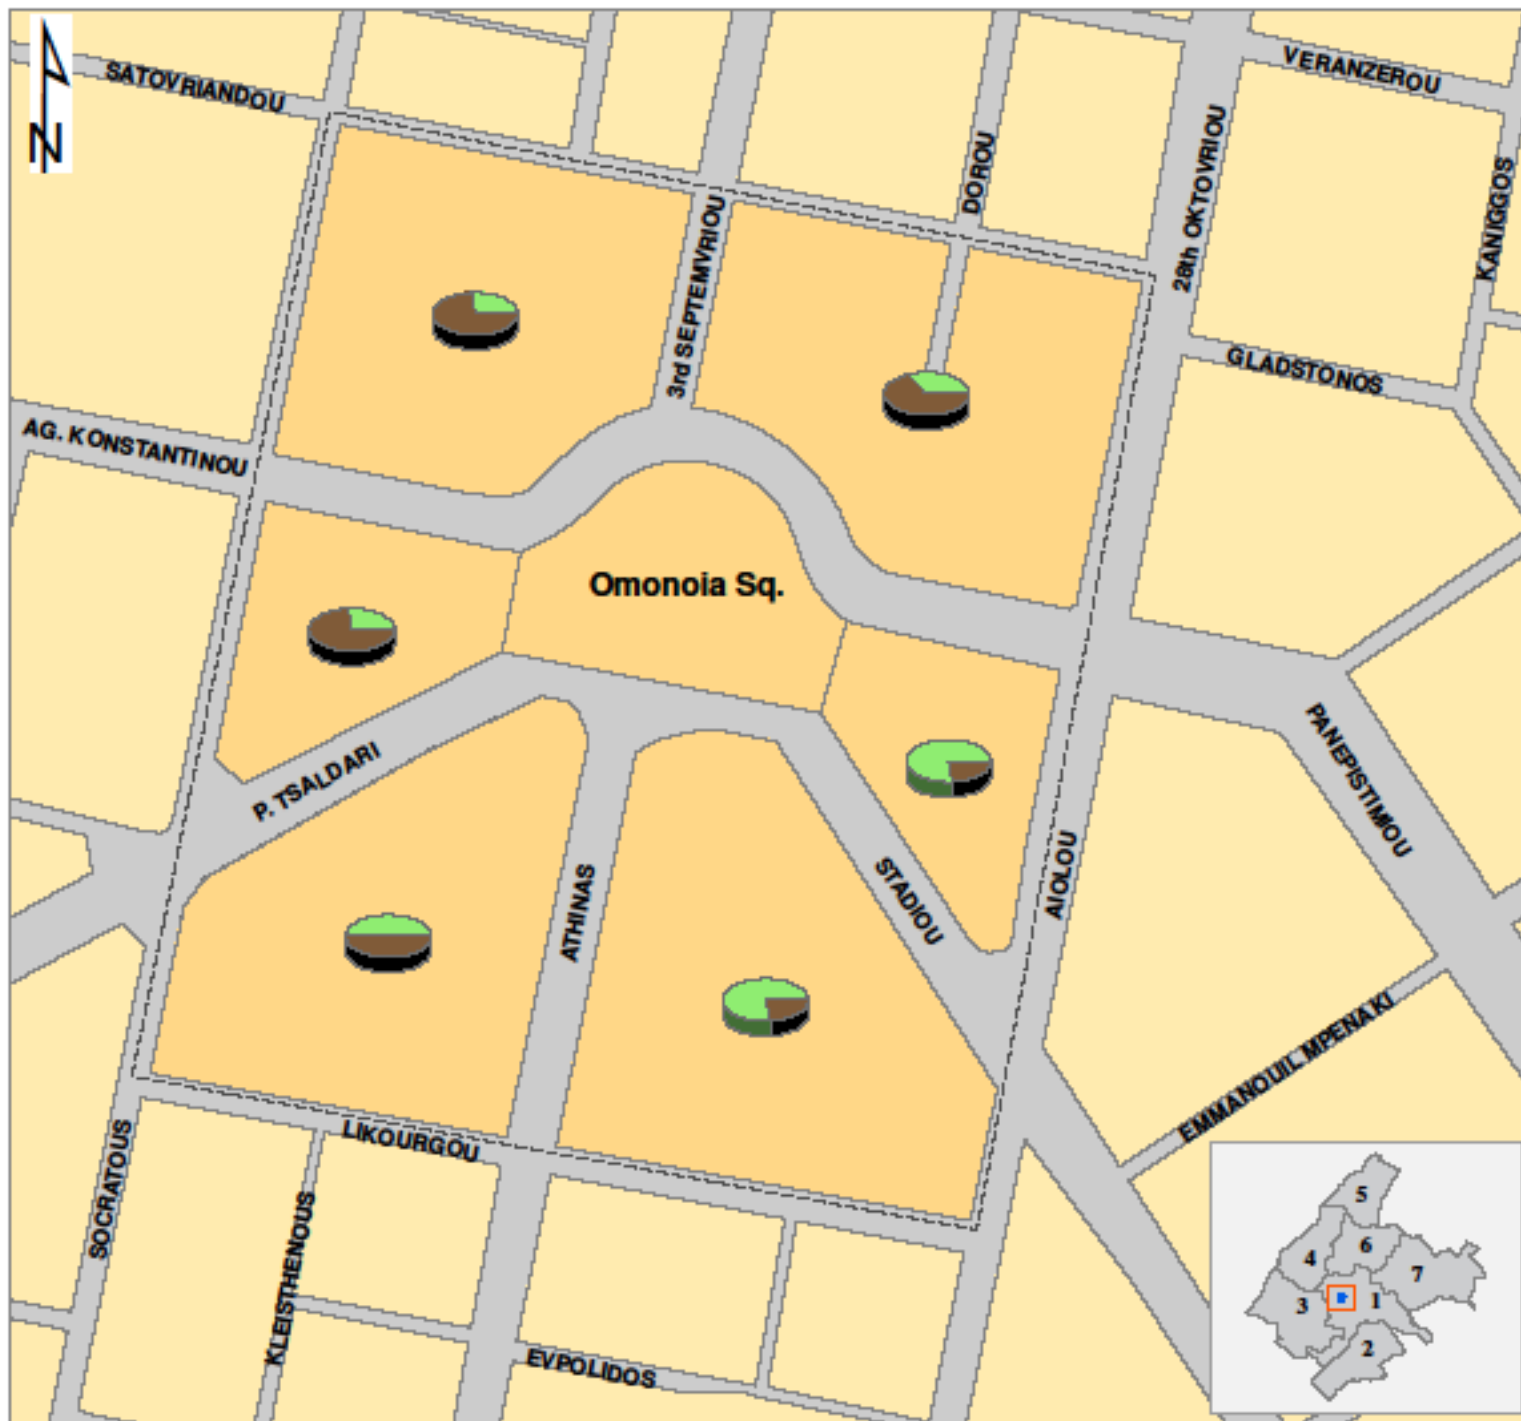 SATOVRIANDOU
VERANZEROU
DOROU
28th OKTOVRIOU
KANIGGOS
3rd SEPTEMVRIOU
GLADSTONOS
AG. KONSTANTINOU
Omonoia Sq.
P. TSALDARI
PANEPISTIMIOU
ATHINAS
STADIOU
AIOLOU
EMMANOUIL MPENAKI
LIKOURGOU
SOCRATOUS
KLEISTHENOUS
EVPOLIDOS
N
5
6
4
7
3
1
2